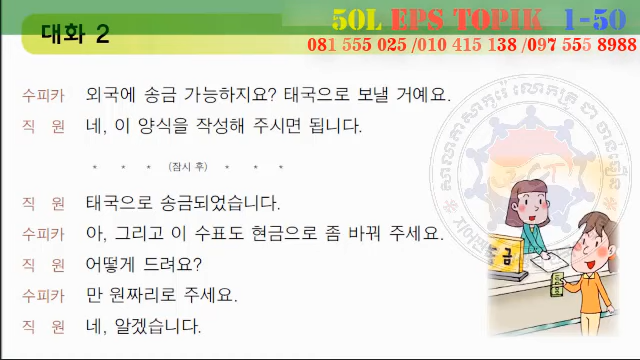 50L EPS TOPIK 1-50
081 555 025 /010 415 138 /097 555 8988
대화 2
수피카 외국에 송금 가능하지요? 태국으로 보낼 거예요.
직 원 네, 이 양식을 작성해 주시면 됩니다.
* * * (잠시 후) * * *
직 원 태국으로 송금되었습니다.
수피카 아, 그리고 이 수표도 현금으로 좀 바꿔 주세요.
직 원 어떻게 드려요?
수피카 만 원짜리로 주세요.
직 원 네, 알겠습니다.
금